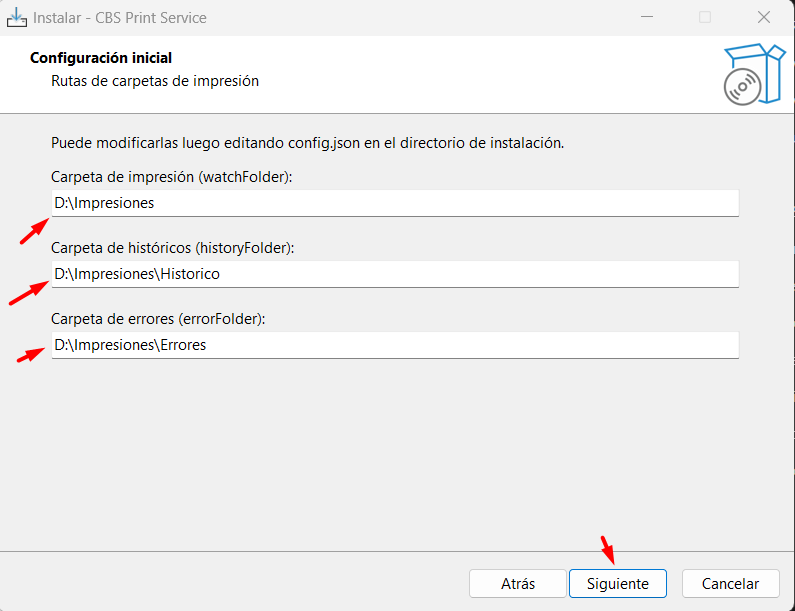 Instalar - CBS Print Service
Configuración inicial
Rutas de carpetas de impresión
Puede modificarlas luego editando config.json en el directorio de instalación.
Carpeta de impresión (watchFolder):
D:\Impresiones
Carpeta de históricos (historyFolder):
D:\Impresiones\Historico
Carpeta de errores (errorFolder):
D:\Impresiones\Errores
Atrás Siguiente Cancelar